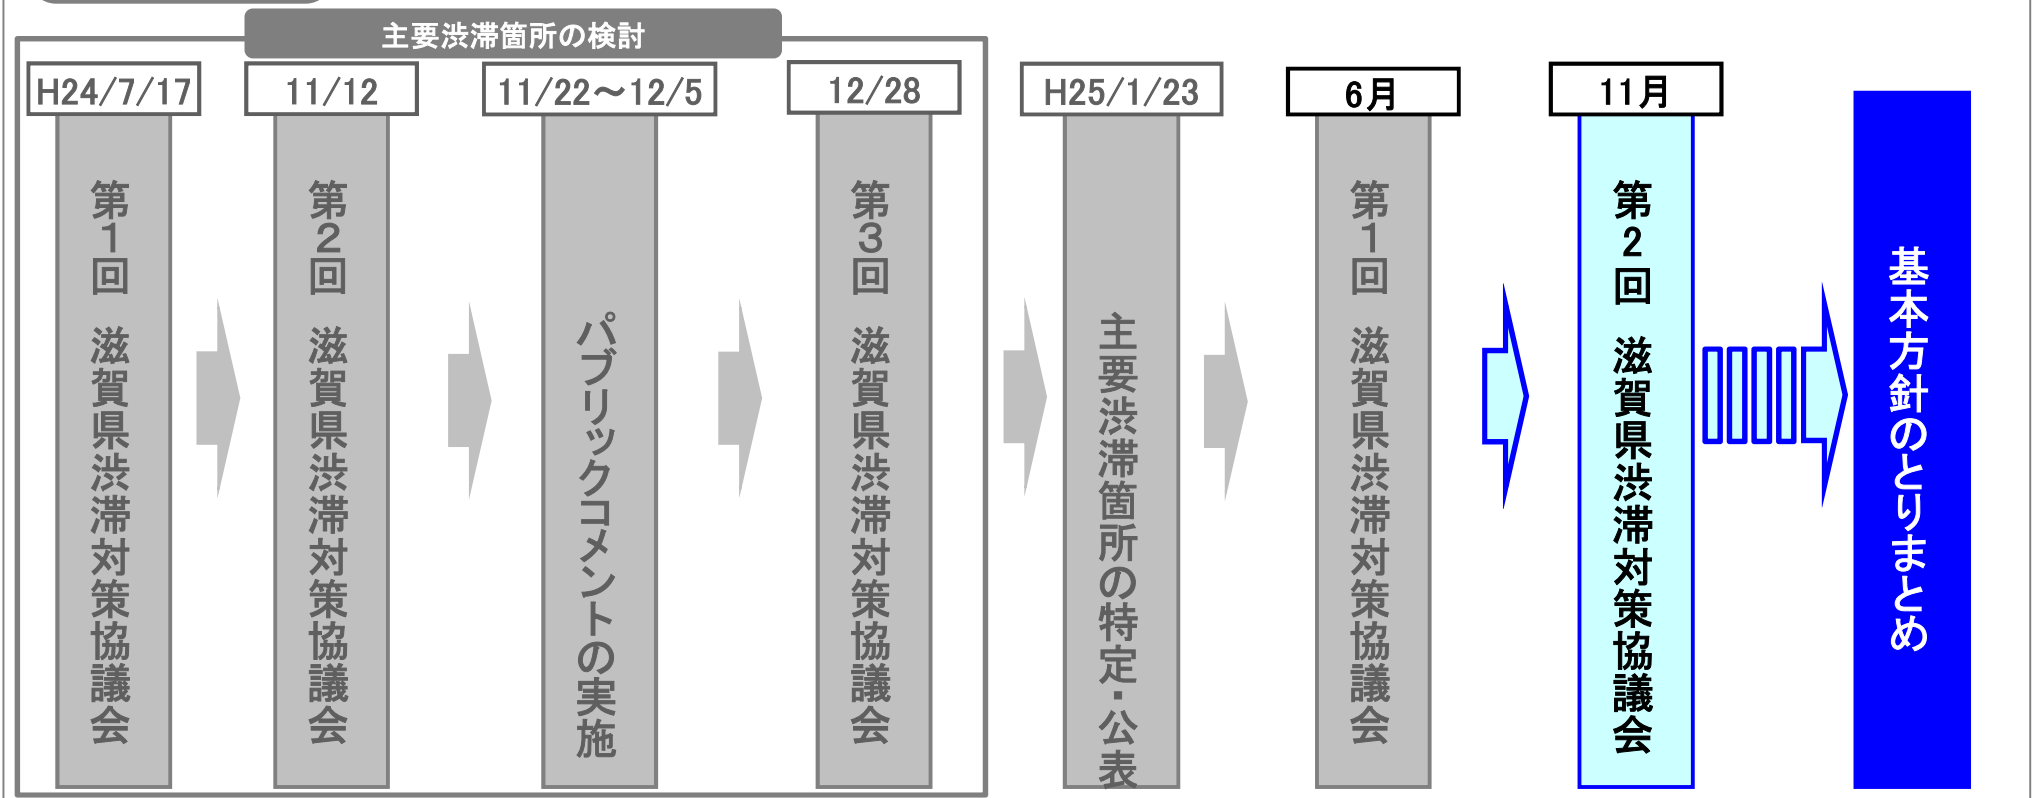 主要渋滞箇所の検討
H24/7/17
第1回 滋賀県渋滞対策協議会
11/12
第2回 滋賀県渋滞対策協議会
11/22～12/5
パブリックコメントの実施
12/28
第3回 滋賀県渋滞対策協議会
H25/1/23
主要渋滞箇所の特定・公表
6月
第1回 滋賀県渋滞対策協議会
11月
第2回 滋賀県渋滞対策協議会
基本方針のとりまとめ